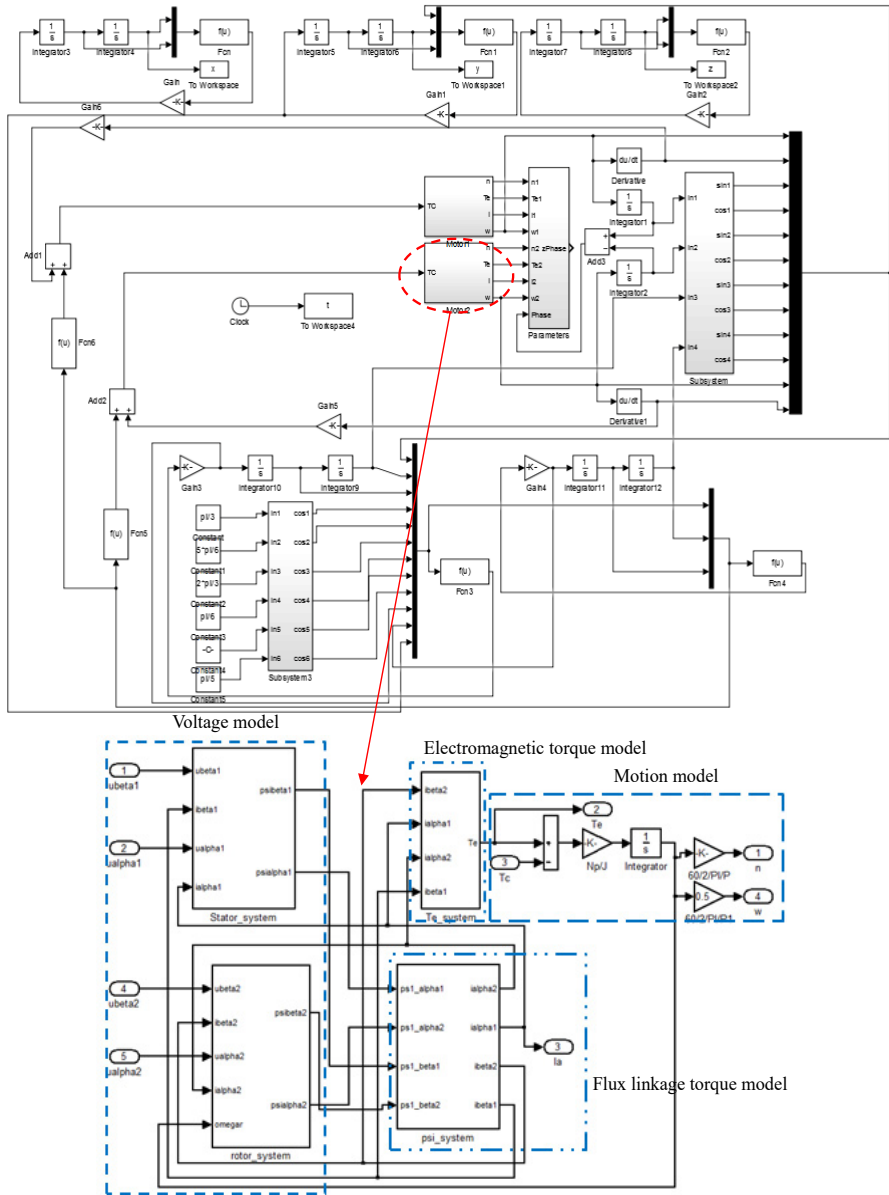 1/s
Integrator3
1/s
Integrator4
f(u)
Fcn
x
To Workspace
Gain
-K-
1/s
Integrator5
1/s
Integrator6
f(u)
Fcn1
y
To Workspace1
Gain1
-K-
1/s
Integrator7
1/s
Integrator8
f(u)
Fcn2
z
To Workspace2
Gain2
-K-
Gain6
-K-
Add1
+ +
f(u)
Fcn6
TC
n
Te
I
w
Motor1
TC
n
Te
I
w
Motor2
n1
Te1
I1
w1
n2 zPhase
Te2
I2
w2
Phase
Parameters
du/dt
Derivative
1/s
Integrator1
+
-
Add3
1/s
Integrator2
In1
In2
In3
In4
sin1
cos1
sin2
cos2
sin3
cos3
sin4
cos4
Subsystem
du/dt
Derivative1
Clock
t
To Workspace4
Add2
+ +
Gain5
-K-
f(u)
Fcn5
-K-
Gain3
1/s
Integrator10
1/s
Integrator9
-K-
Gain4
1/s
Integrator11
1/s
Integrator12
pi/3
Constant
5*pi/6
Constant1
2*pi/3
Constant2
pi/6
Constant3
-C-
Constant4
pi/5
Constant5
In1
In2
In3
In4
In5
In6
cos1
cos2
cos3
cos4
cos5
cos6
Subsystem3
f(u)
Fcn3
f(u)
Fcn4
Voltage model
Electromagnetic torque model
Motion model
1
ubeta1
2
ualpha1
ubeta1
ibeta1
ualpha1
ialpha1
psibeta1
psialpha1
Stator_system
ibeta2
ialpha1
ialpha2
ibeta1
Te
Te_system
2
Te
3
Tc
+
-
-K-
Np/J
1/s
Integrator
-K-
60/2/PI/P
1
n
0.5
60/2/PI/P1
4
w
4
ubeta2
5
ualpha2
ubeta2
ibeta2
ualpha2
ialpha2
omegar
psibeta2
psialpha2
rotor_system
ps1_alpha1
ps1_alpha2
ps1_beta1
ps1_beta2
ialpha2
ialpha1
ibeta2
ibeta1
psi_system
3
Ia
Flux linkage torque model